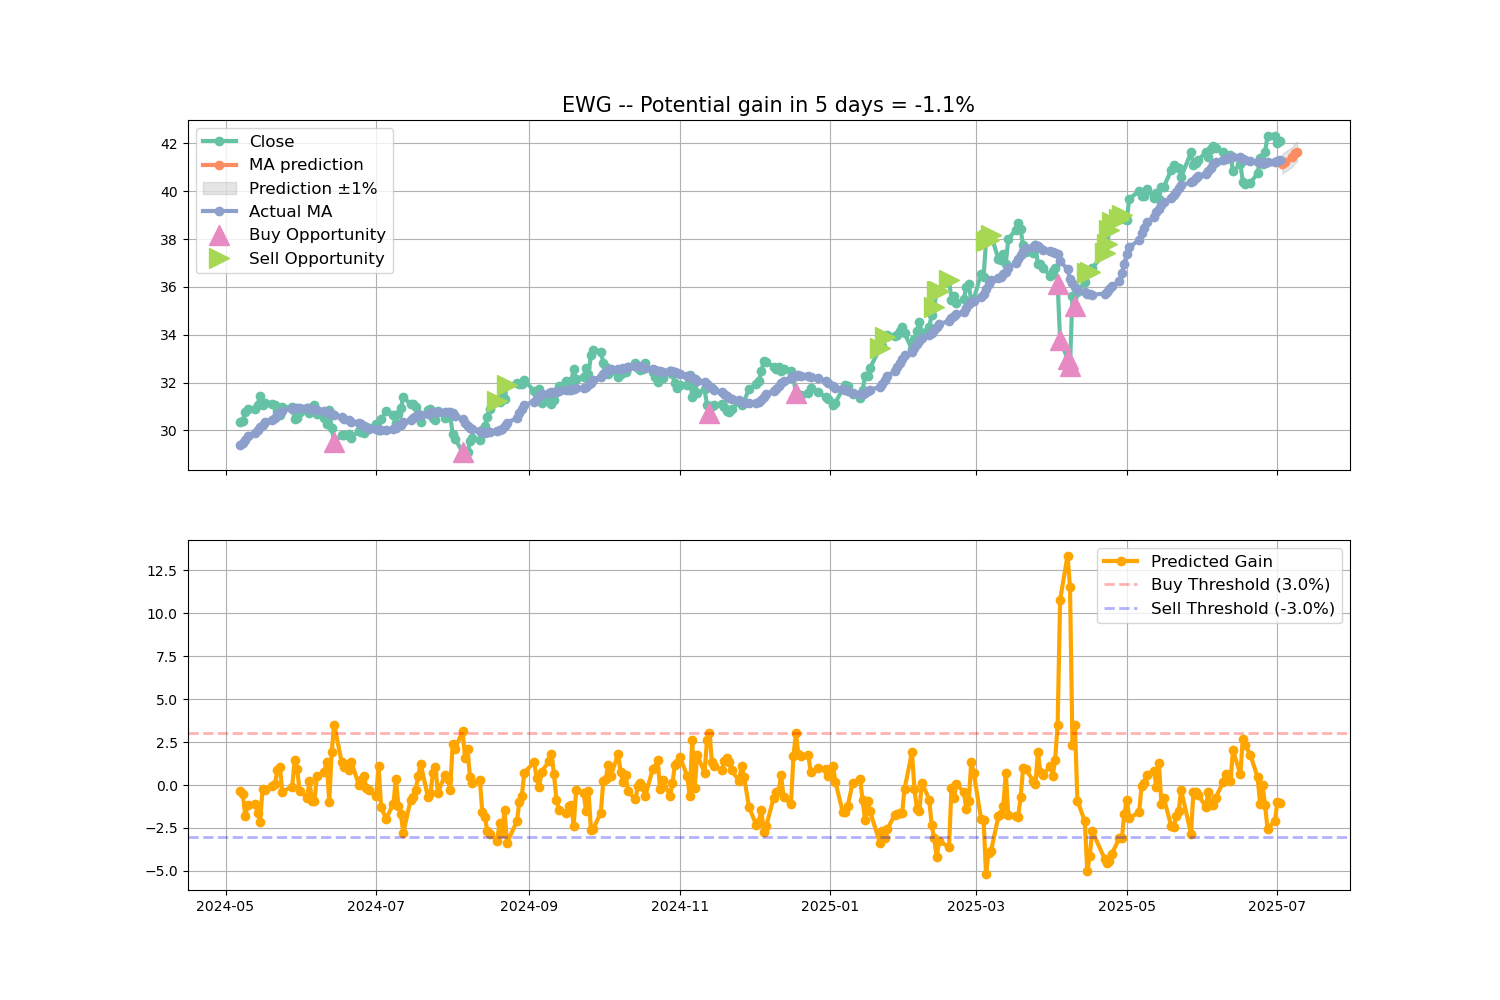 EWG -- Potential gain in 5 days = -1.1%
Close
MA prediction
Prediction ±1%
Actual MA
Buy Opportunity
Sell Opportunity
42
40
38
36
34
32
30
Predicted Gain
Buy Threshold (3.0%)
Sell Threshold (-3.0%)
12.5
10.0
7.5
5.0
2.5
0.0
−2.5
−5.0
2024-05 2024-07 2024-09 2024-11 2025-01 2025-03 2025-05 2025-07